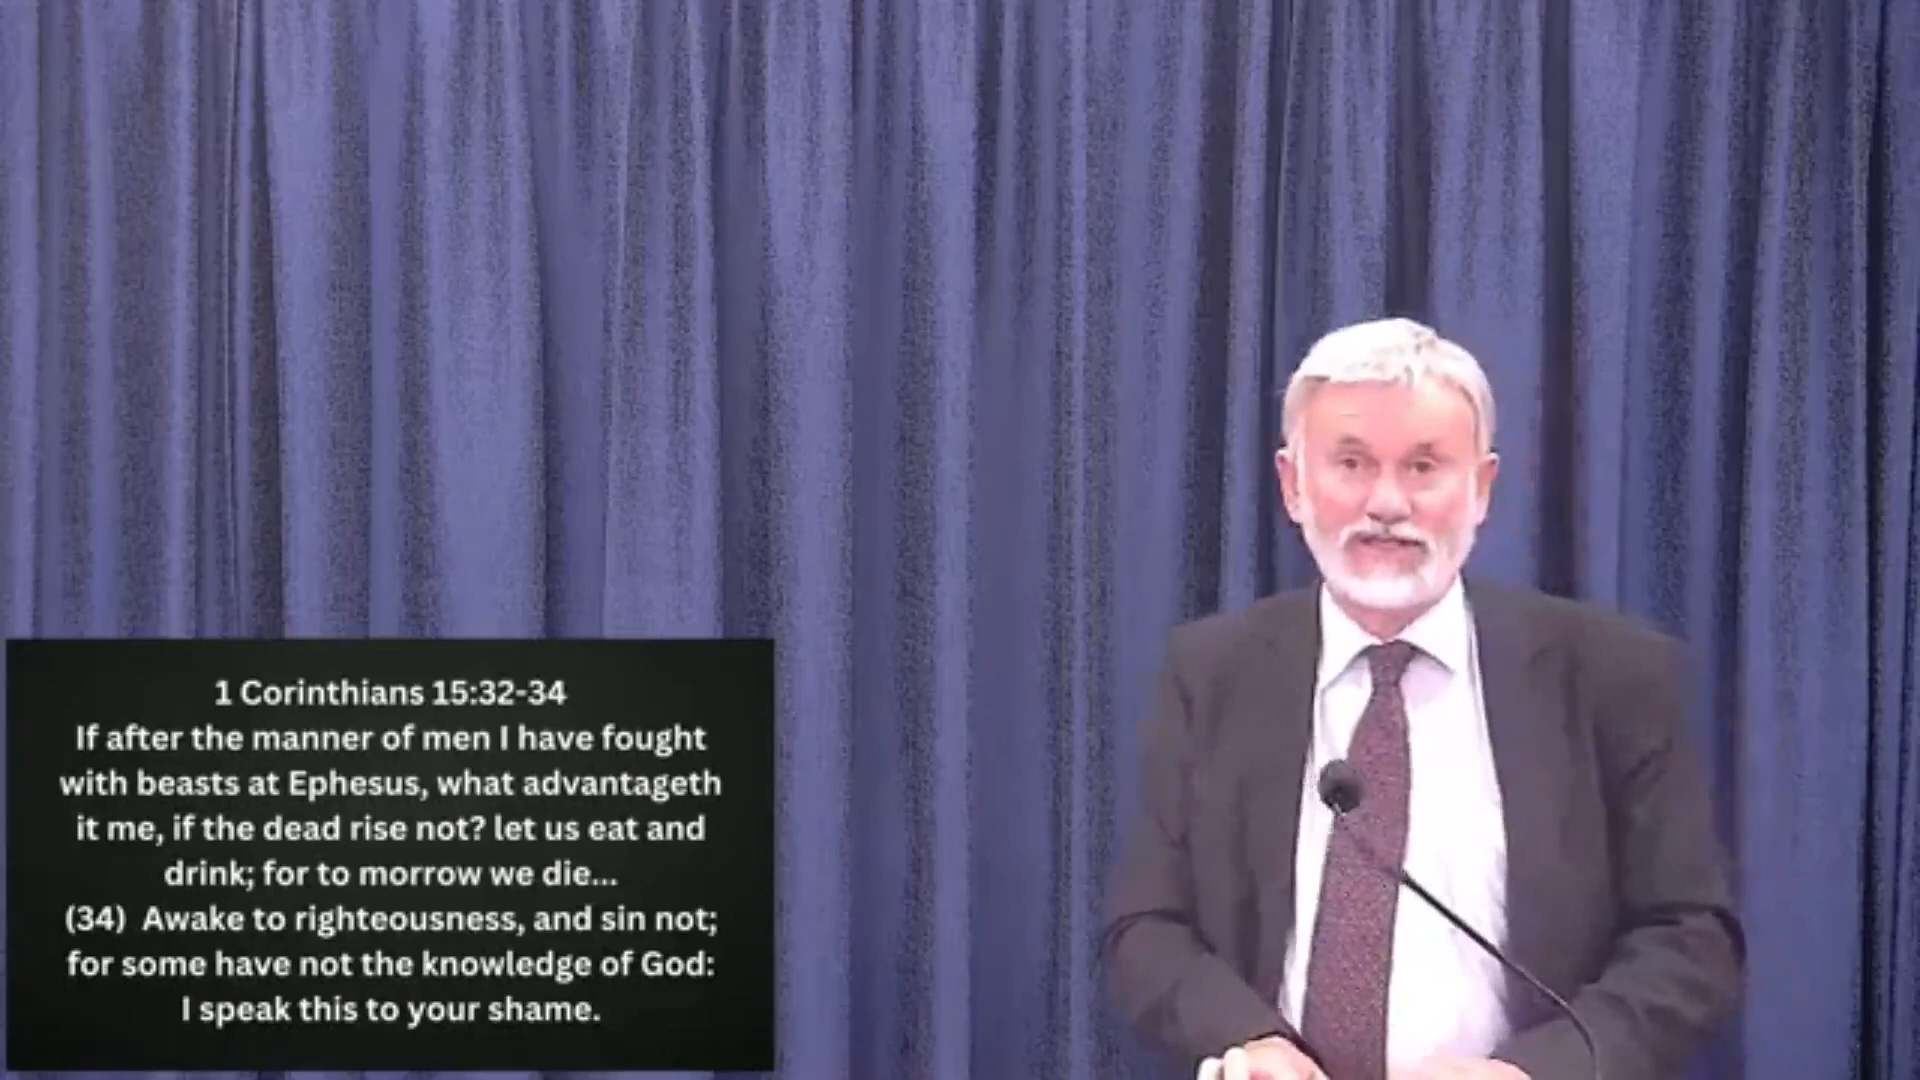 1 Corinthians 15:32-34
If after the manner of men I have fought
with beasts at Ephesus, what advantageth
it me, if the dead rise not? let us eat and
drink; for to morrow we die...
(34)  Awake to righteousness, and sin not;
for some have not the knowledge of God:
I speak this to your shame.